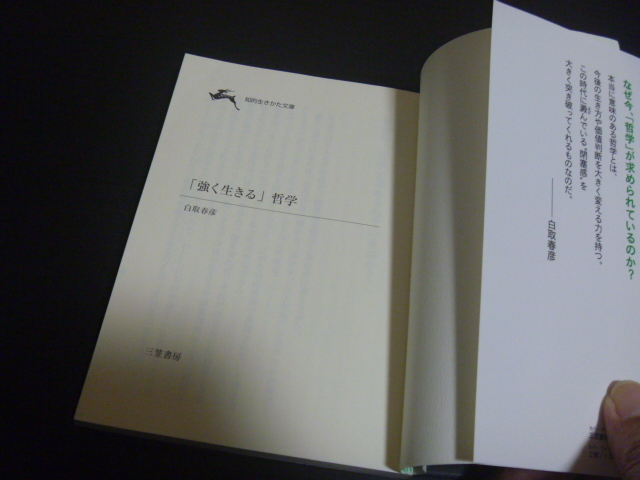 知的生きかた文庫
「強く生きる」哲学
白取春彦
三笠書房
なぜ今、「哲学」が求められているのか?
本当に意味のある哲学とは、
今後の生き方や価値判断を大きく変える力を持つ。
この時代に澱んでいる“閉塞感”を
大きく突き破ってくれるものなのだ。
――白取春彦